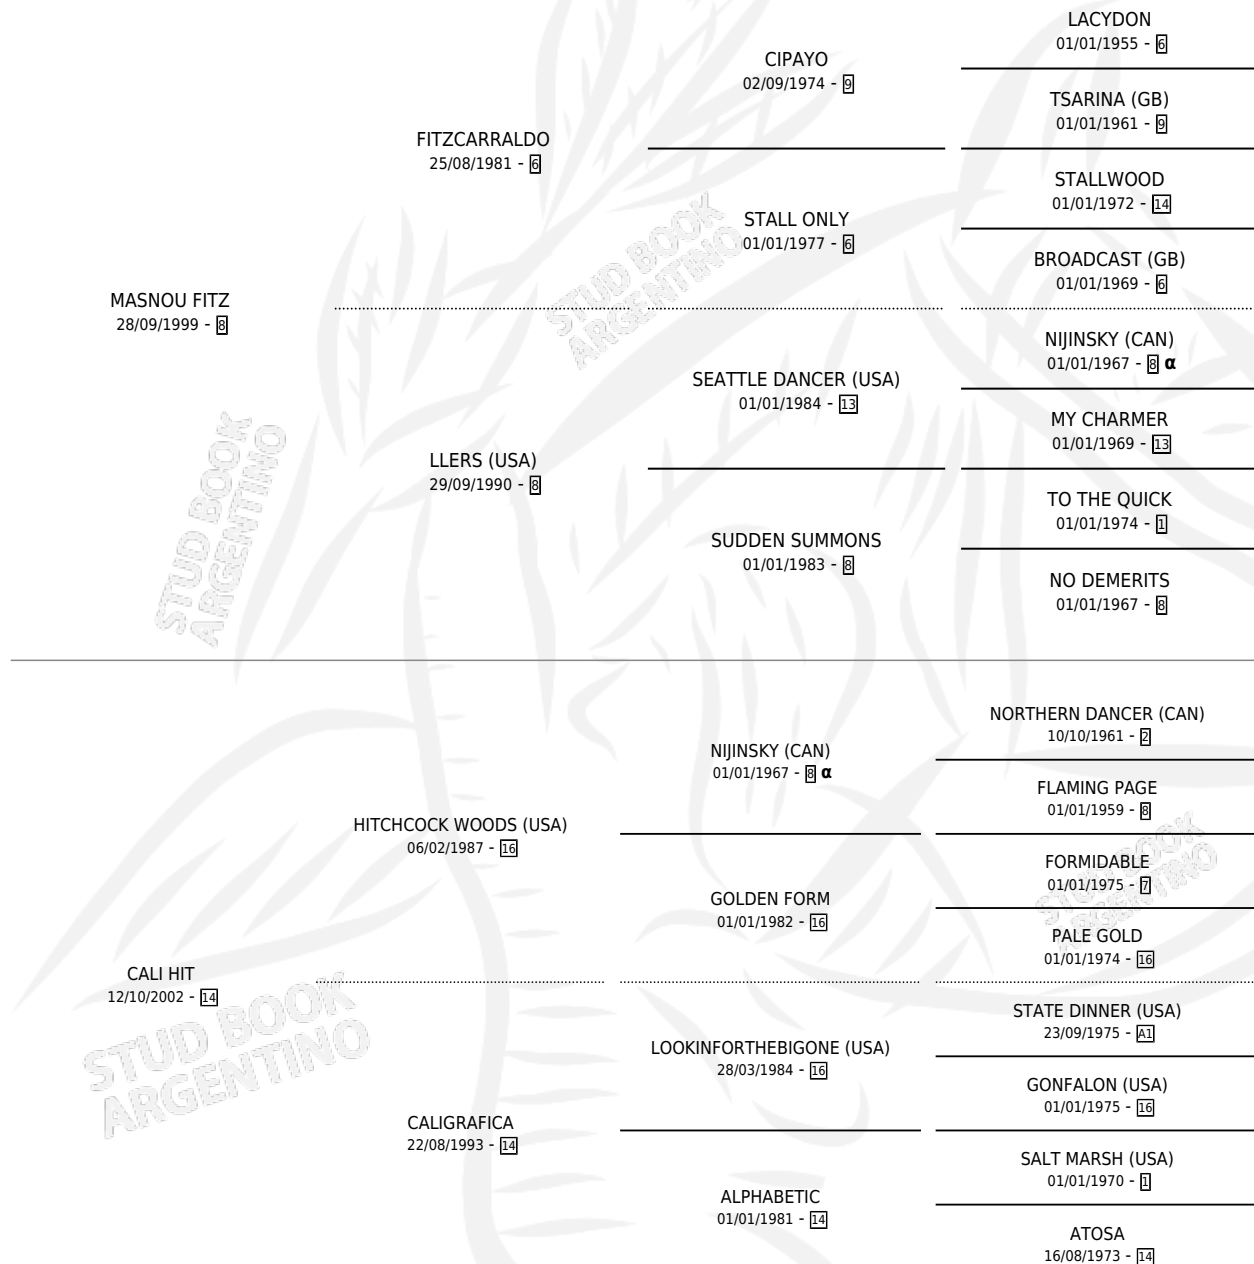 LACYDON
01/01/1955 - 6
CIPAYO
02/09/1974 - 9
TSARINA (GB)
01/01/1961 - 9
FITZCARRALDO
25/08/1981 - 6
STALLWOOD
01/01/1972 - 14
STALL ONLY
01/01/1977 - 6
BROADCAST (GB)
01/01/1969 - 6
MASNOU FITZ
28/09/1999 - 8
NIJINSKY (CAN)
01/01/1967 - 8 α
SEATTLE DANCER (USA)
01/01/1984 - 13
MY CHARMER
01/01/1969 - 13
LLERS (USA)
29/09/1990 - 8
TO THE QUICK
01/01/1974 - 1
SUDDEN SUMMONS
01/01/1983 - 8
NO DEMERITS
01/01/1967 - 8
NORTHERN DANCER (CAN)
10/10/1961 - 2
NIJINSKY (CAN)
01/01/1967 - 8 α
FLAMING PAGE
01/01/1959 - 8
HITCHCOCK WOODS (USA)
06/02/1987 - 16
FORMIDABLE
01/01/1975 - 7
GOLDEN FORM
01/01/1982 - 16
PALE GOLD
01/01/1974 - 16
CALI HIT
12/10/2002 - 14
STATE DINNER (USA)
23/09/1975 - A1
LOOKINFORTHEBIGONE (USA)
28/03/1984 - 16
GONFALON (USA)
01/01/1975 - 16
CALIGRAFICA
22/08/1993 - 14
SALT MARSH (USA)
01/01/1970 - 1
ALPHABETIC
01/01/1981 - 14
ATOSA
16/08/1973 - 14
STUD BOOK
ARGENTINO
STUD BOOK
ARGENTINO
STUD BOOK
ARGENTINO
STUD BOOK
ARGENTINO